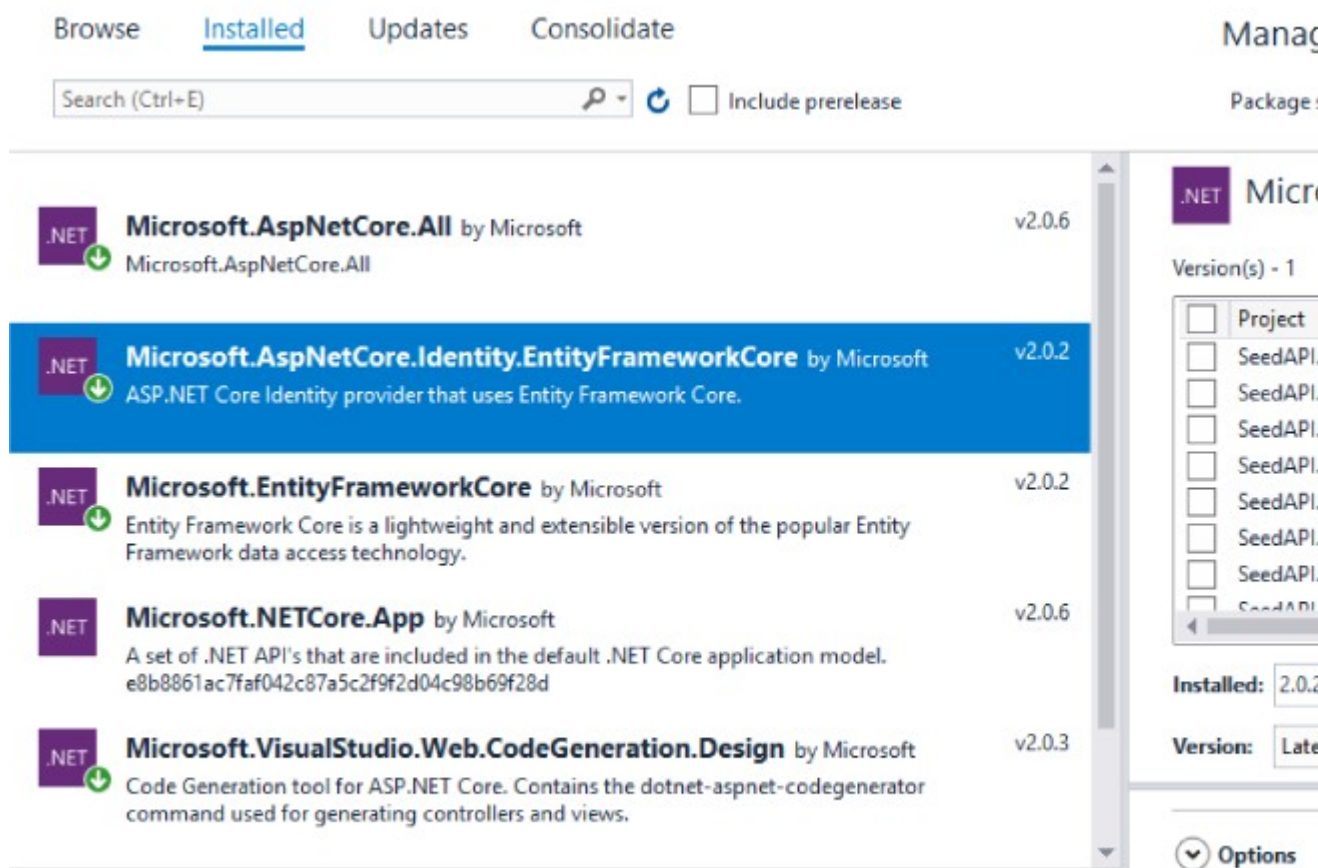 Browse Installed Updates Consolidate
Search (Ctrl+E) Include prerelease
.NET Microsoft.AspNetCore.All by Microsoft v2.0.6
Microsoft.AspNetCore.All
.NET Microsoft.AspNetCore.Identity.EntityFrameworkCore by Microsoft v2.0.2
ASP.NET Core Identity provider that uses Entity Framework Core.
.NET Microsoft.EntityFrameworkCore by Microsoft v2.0.2
Entity Framework Core is a lightweight and extensible version of the popular Entity
Framework data access technology.
.NET Microsoft.NETCore.App by Microsoft v2.0.6
A set of .NET API's that are included in the default .NET Core application model.
e8b8861ac7faf042c87a5c2f9f2d04c98b69f28d
.NET Microsoft.VisualStudio.Web.CodeGeneration.Design by Microsoft v2.0.3
Code Generation tool for ASP.NET Core. Contains the dotnet-aspnet-codegenerator
command used for generating controllers and views.
Manag
Package s
.NET Micro
Version(s) - 1
Project
SeedAPI.
SeedAPI.
SeedAPI.
SeedAPI.
SeedAPI.
SeedAPI.
SeedAPI.
Installed: 2.0.2
Version: Late
Options